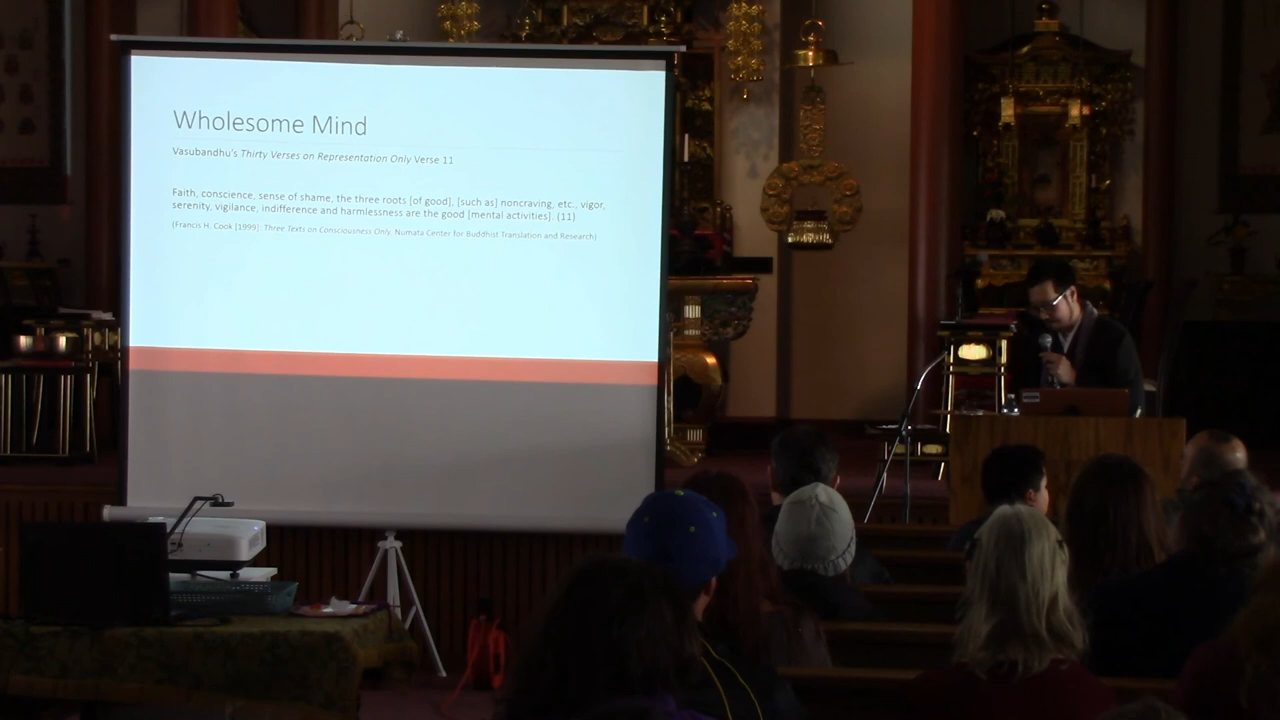 Wholesome Mind
Vasubandhu's Thirty Verses on Representation Only Verse 11
Faith, conscience, sense of shame, the three roots [of good], [such as] noncraving, etc., vigor,
serenity, vigilance, indifference and harmlessness are the good [mental activities]. (11)
(Francis H. Cook [1999]: Three Texts on Consciousness Only. Numata Center for Buddhist Translation and Research)